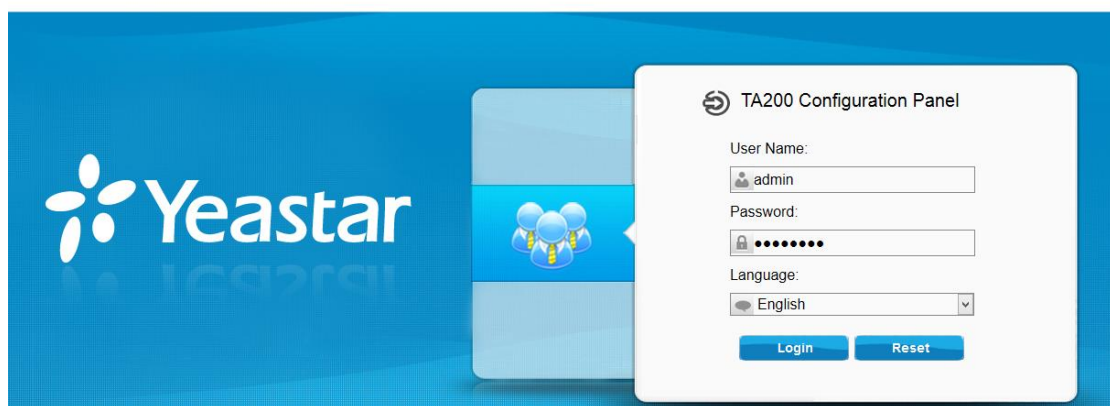 Yeastar
TA200 Configuration Panel
User Name:
admin
Password:
••••••••
Language:
English
Login
Reset